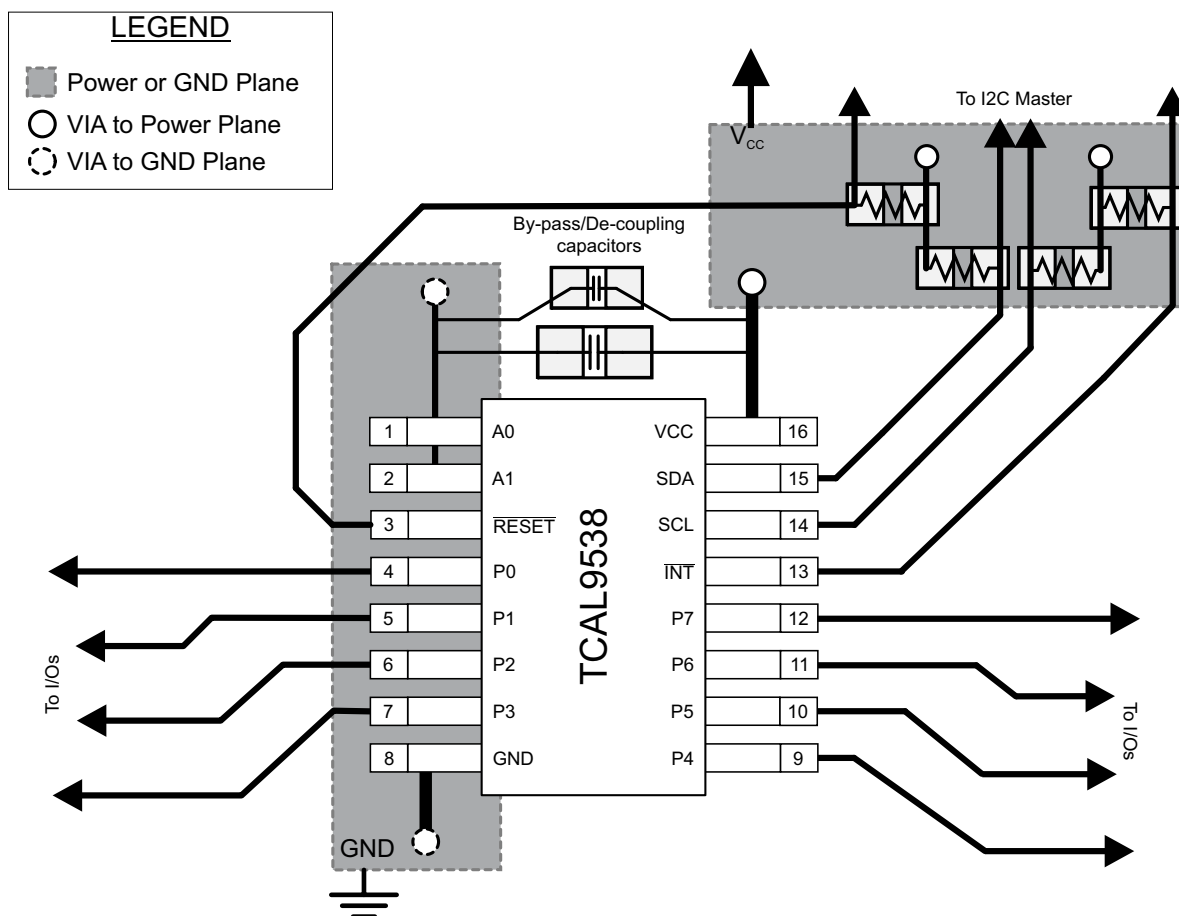 LEGEND
Power or GND Plane
VIA to Power Plane
VIA to GND Plane
To I2C Master
VCC
By-pass/De-coupling
capacitors
1 A0 VCC 16
2 A1 SDA 15
3 RESET SCL 14
4 P0 INT 13
5 P1 P7 12
6 P2 P6 11
7 P3 P5 10
8 GND P4 9
TCAL9538
To I/Os
To I/Os
GND